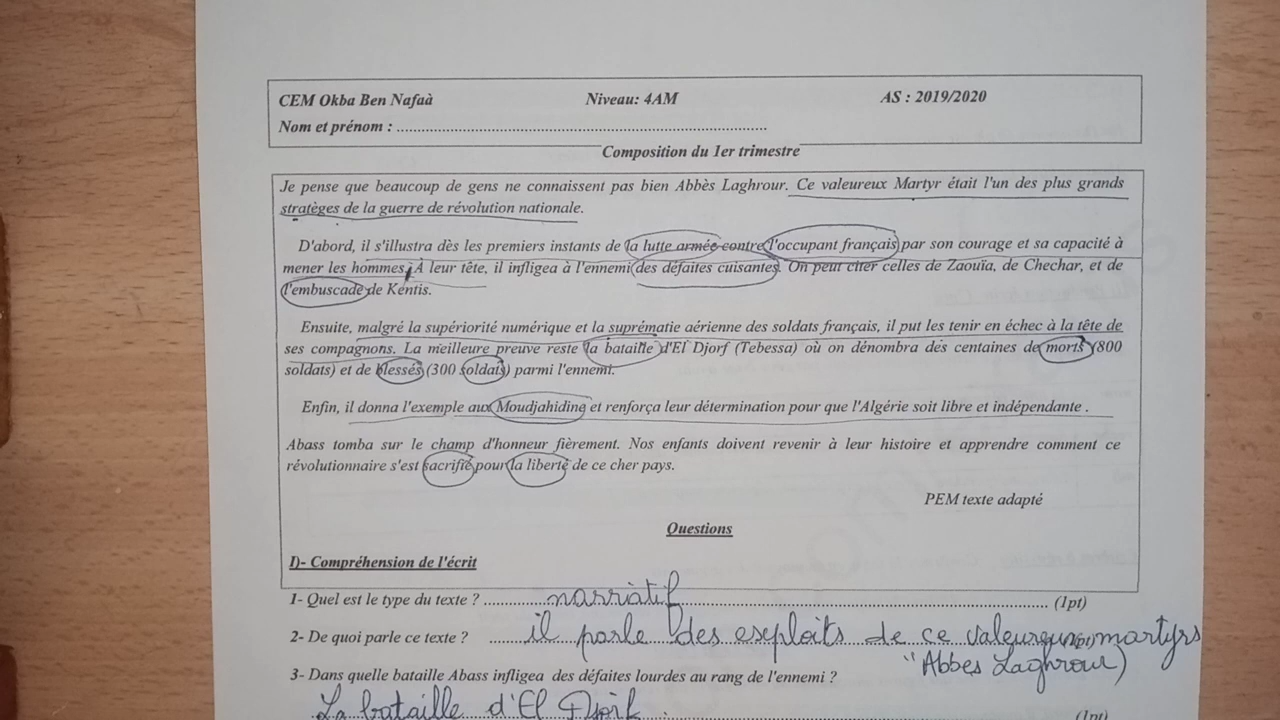 CEM Okba Ben Nafaà Niveau: 4AM AS : 2019/2020
Nom et prénom : ...........................................................................................
Composition du 1er trimestre
Je pense que beaucoup de gens ne connaissent pas bien Abbès Laghrour. Ce valeureux Martyr était l'un des plus grands
stratèges de la guerre de révolution nationale.
D'abord, il s'illustra dès les premiers instants de la lutte armée contre l'occupant français par son courage et sa capacité à
mener les hommes. À leur tête, il infligea à l'ennemi des défaites cuisantes. On peut citer celles de Zaouïa, de Chechar, et de
l'embuscade de Kentis.
Ensuite, malgré la supériorité numérique et la suprématie aérienne des soldats français, il put les tenir en échec à la tête de
ses compagnons. La meilleure preuve reste la bataille d'El Djorf (Tebessa) où on dénombra des centaines de morts (800
soldats) et de blessés (300 soldats) parmi l'ennemi.
Enfin, il donna l'exemple aux Moudjahidine et renforça leur détermination pour que l'Algérie soit libre et indépendante .
Abass tomba sur le champ d'honneur fièrement. Nos enfants doivent revenir à leur histoire et apprendre comment ce
révolutionnaire s'est sacrifié pour la liberté de ce cher pays.
PEM texte adapté
Questions
I)- Compréhension de l'écrit
1- Quel est le type du texte ? narratif (1pt)
2- De quoi parle ce texte ? il parle des exploits de ce valeureux martyrs
"Abbes Laghrour)
3- Dans quelle bataille Abass infligea des défaites lourdes au rang de l'ennemi ?
La bataille d'El (1pt)